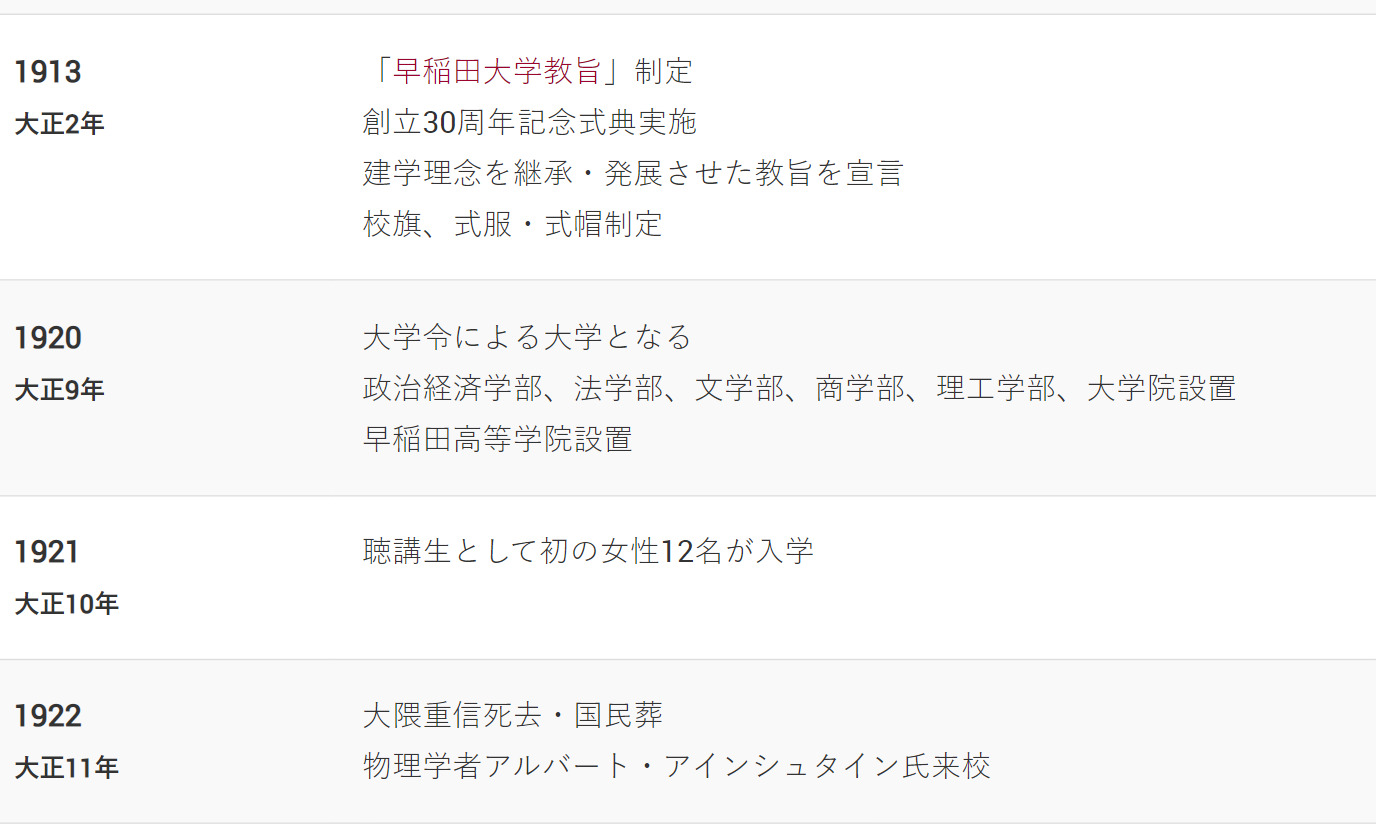 1913
大正2年
「早稲田大学教旨」制定
創立30周年記念式典実施
建学理念を継承・発展させた教旨を宣言
校旗、式服・式帽制定
1920
大正9年
大学令による大学となる
政治経済学部、法学部、文学部、商学部、理工学部、大学院設置
早稲田高等学院設置
1921
大正10年
聴講生として初の女性12名が入学
1922
大正11年
大隈重信死去・国民葬
物理学者アルバート・アインシュタイン氏来校